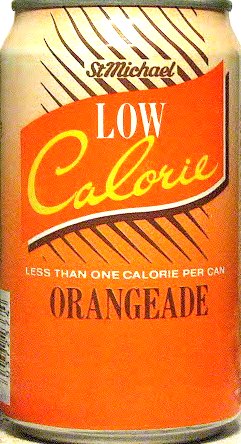 St Michael
LOW
Calorie
LESS THAN ONE CALORIE PER CAN
ORANGEADE